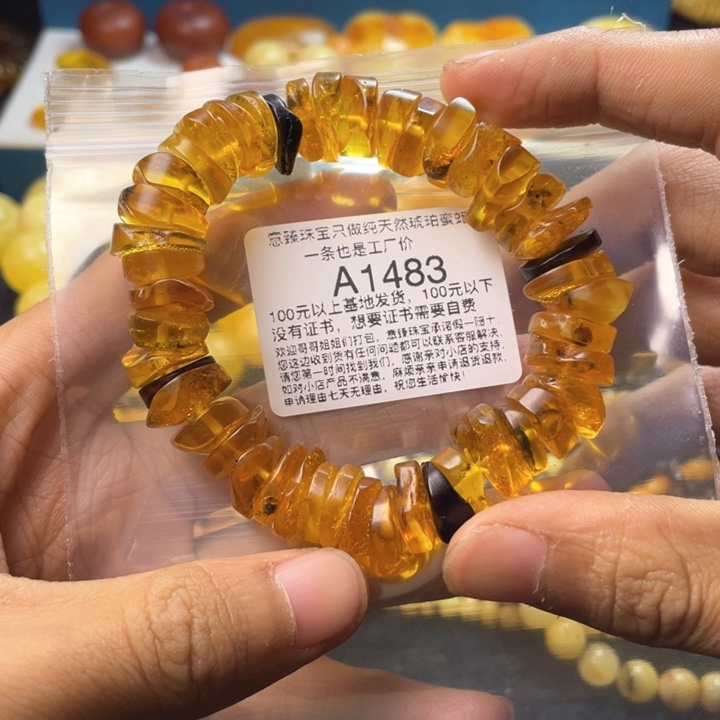 意臻珠宝只做纯天然琥珀蜜蜡
一条也是工厂价
A1483
100元以上基地发货，100元以下
没有证书，想要证书需要自费
欢迎哥哥姐姐们打包，意臻珠宝承诺假一赔十，
您这边收到货有任何问题都可以联系客服解决，
请您第一时间找到我们，感谢亲对小店的支持，
如对小店产品不满意，麻烦亲亲申请退货退款，
申请理由七天无理由，祝您生活愉快！